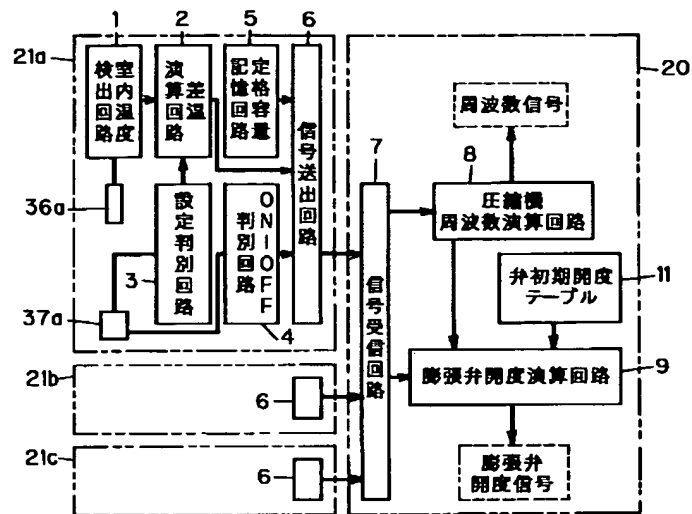 1
2
5
6
21a
20
室内温度
検出回路
差温
演算回路
定格容量
記憶回路
信号送出回路
周波数信号
7
8
36a
圧縮機
周波数演算回路
設定判別回路
ON|OFF
判別回路
3
4
弁初期開度
テーブル
11
37a
信号受信回路
膨張弁開度演算回路
9
21b
6
21c
6
膨張弁
開度信号